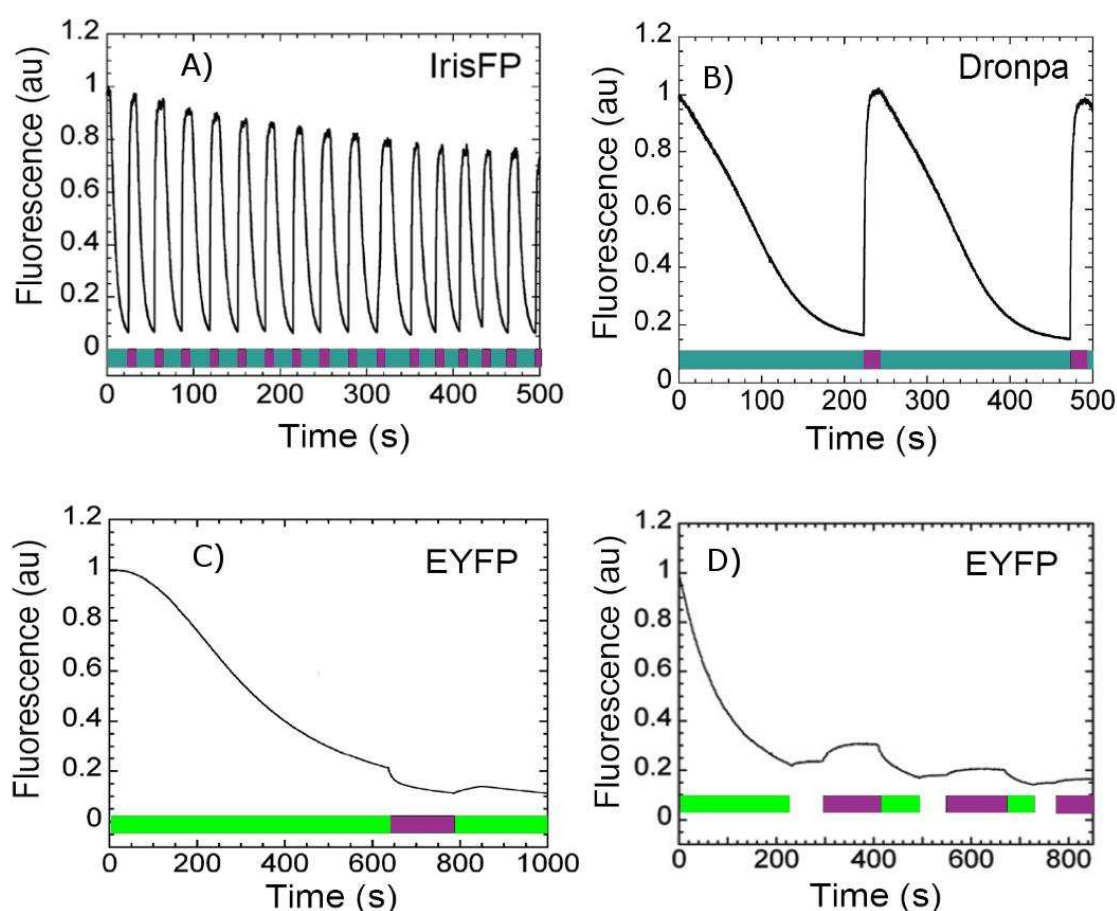 A) IrisFP
Fluorescence (au)
1.2
1
0.8
0.6
0.4
0.2
0
0 100 200 300 400 500
Time (s)
B) Dronpa
Fluorescence (au)
1.2
1
0.8
0.6
0.4
0.2
0
0 100 200 300 400 500
Time (s)
C) EYFP
Fluorescence (au)
1.2
1
0.8
0.6
0.4
0.2
0
0 200 400 600 800 1000
Time (s)
D) EYFP
Fluorescence (au)
1.2
1
0.8
0.6
0.4
0.2
0
0 200 400 600 800
Time (s)